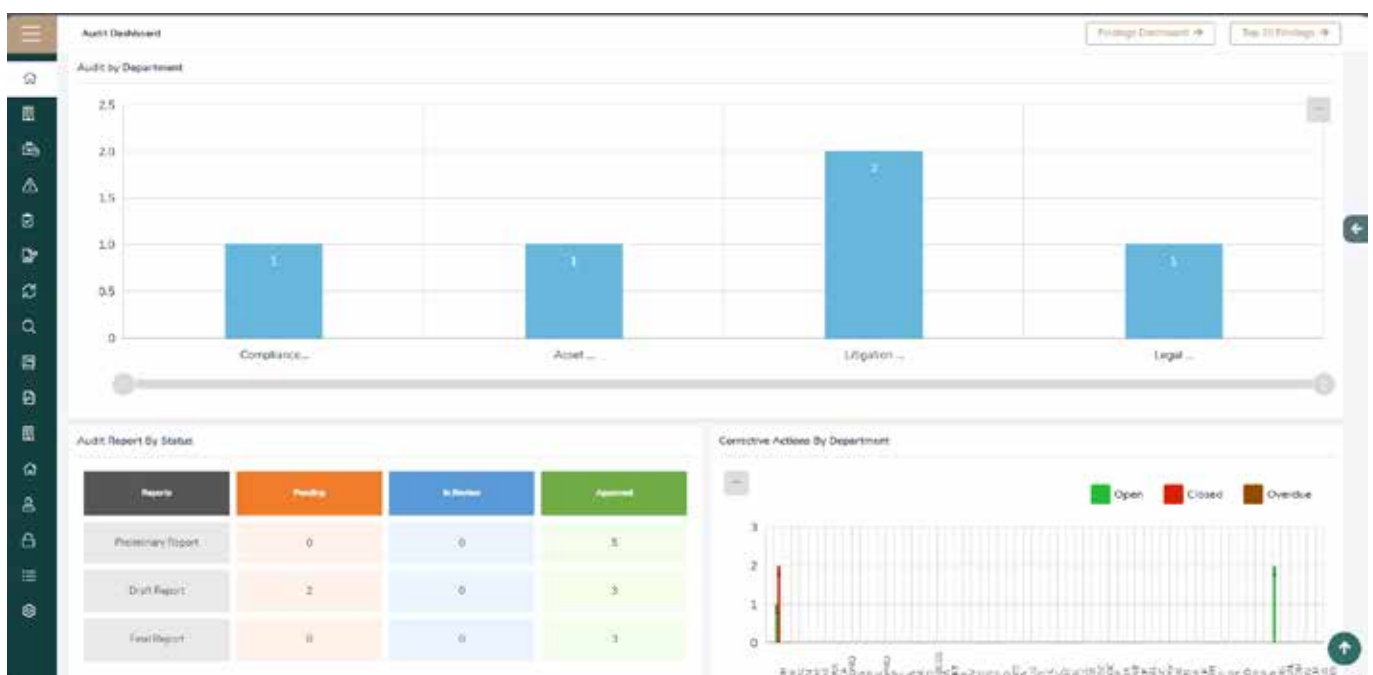 Audit Dashboard
Findings Dashboard →
Top 10 Findings →
Audit by Department
2.5
2.0
1.5
1.0
0.5
0
1
1
2
1
Compliance...
Asset ...
Litigation ...
Legal ...
Audit Report By Status
Reports Pending In Review Approved
Preliminary Report 0 0 5
Draft Report 2 0 3
Final Report 0 0 3
Corrective Actions By Department
Open Closed Overdue
3
2
1
0